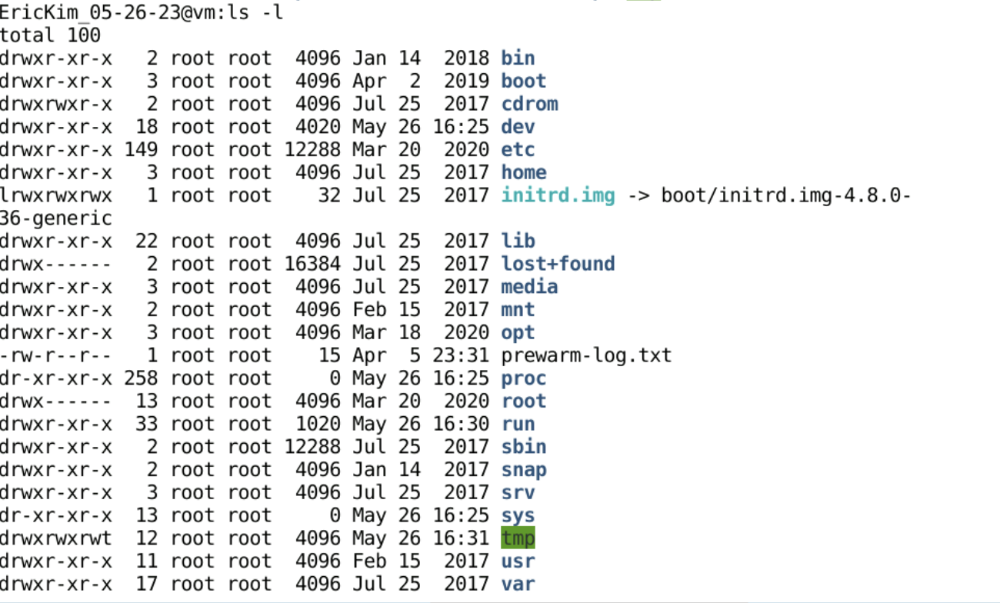 EricKim_05-26-23@vm:ls -l
total 100
drwxr-xr-x   2 root root  4096 Jan 14  2018 bin
drwxr-xr-x   3 root root  4096 Apr  2  2019 boot
drwxrwxr-x   2 root root  4096 Jul 25  2017 cdrom
drwxr-xr-x  18 root root  4020 May 26 16:25 dev
drwxr-xr-x 149 root root 12288 Mar 20  2020 etc
drwxr-xr-x   3 root root  4096 Jul 25  2017 home
lrwxrwxrwx   1 root root    32 Jul 25  2017 initrd.img -> boot/initrd.img-4.8.0-
36-generic
drwxr-xr-x  22 root root  4096 Jul 25  2017 lib
drwx------   2 root root 16384 Jul 25  2017 lost+found
drwxr-xr-x   3 root root  4096 Jul 25  2017 media
drwxr-xr-x   2 root root  4096 Feb 15  2017 mnt
drwxr-xr-x   3 root root  4096 Mar 18  2020 opt
-rw-r--r--   1 root root    15 Apr  5 23:31 prewarm-log.txt
dr-xr-xr-x 258 root root     0 May 26 16:25 proc
drwx------  13 root root  4096 Mar 20  2020 root
drwxr-xr-x  33 root root  1020 May 26 16:30 run
drwxr-xr-x   2 root root 12288 Jul 25  2017 sbin
drwxr-xr-x   2 root root  4096 Jan 14  2017 snap
drwxr-xr-x   3 root root  4096 Jul 25  2017 srv
dr-xr-xr-x  13 root root     0 May 26 16:25 sys
drwxrwxrwt  12 root root  4096 May 26 16:31 tmp
drwxr-xr-x  11 root root  4096 Feb 15  2017 usr
drwxr-xr-x  17 root root  4096 Jul 25  2017 var